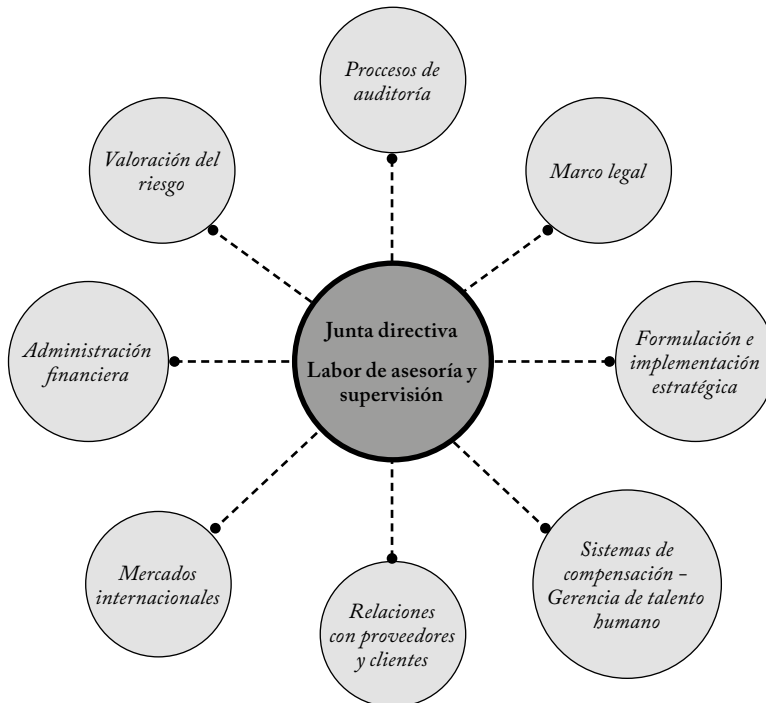 Proccesos de
auditoría
Marco legal
Valoración del
riesgo
Junta directiva
Labor de asesoría y
supervisión
Formulación e
implementación
estratégica
Administración
financiera
Sistemas de
compensación –
Gerencia de talento
humano
Mercados
internacionales
Relaciones
con proveedores
y clientes